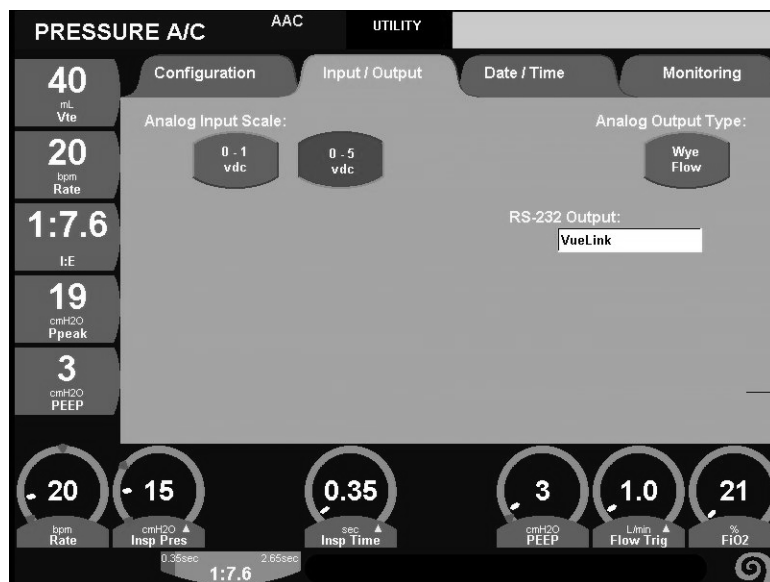 PRESSURE A/C
AAC
UTILITY
Configuration
Input / Output
Date / Time
Monitoring
40
mL
Vte
20
bpm
Rate
1:7.6
I:E
19
cmH2O
Ppeak
3
cmH2O
PEEP
Analog Input Scale:
0 - 1
vdc
0 - 5
vdc
Analog Output Type:
Wye
Flow
RS-232 Output:
VueLink
20
bpm
Rate
15
cmH2O
Insp Pres
0.35
sec
Insp Time
3
cmH2O
PEEP
1.0
L/min
Flow Trig
21
%
FiO2
0.35sec
2.65sec
1:7.6